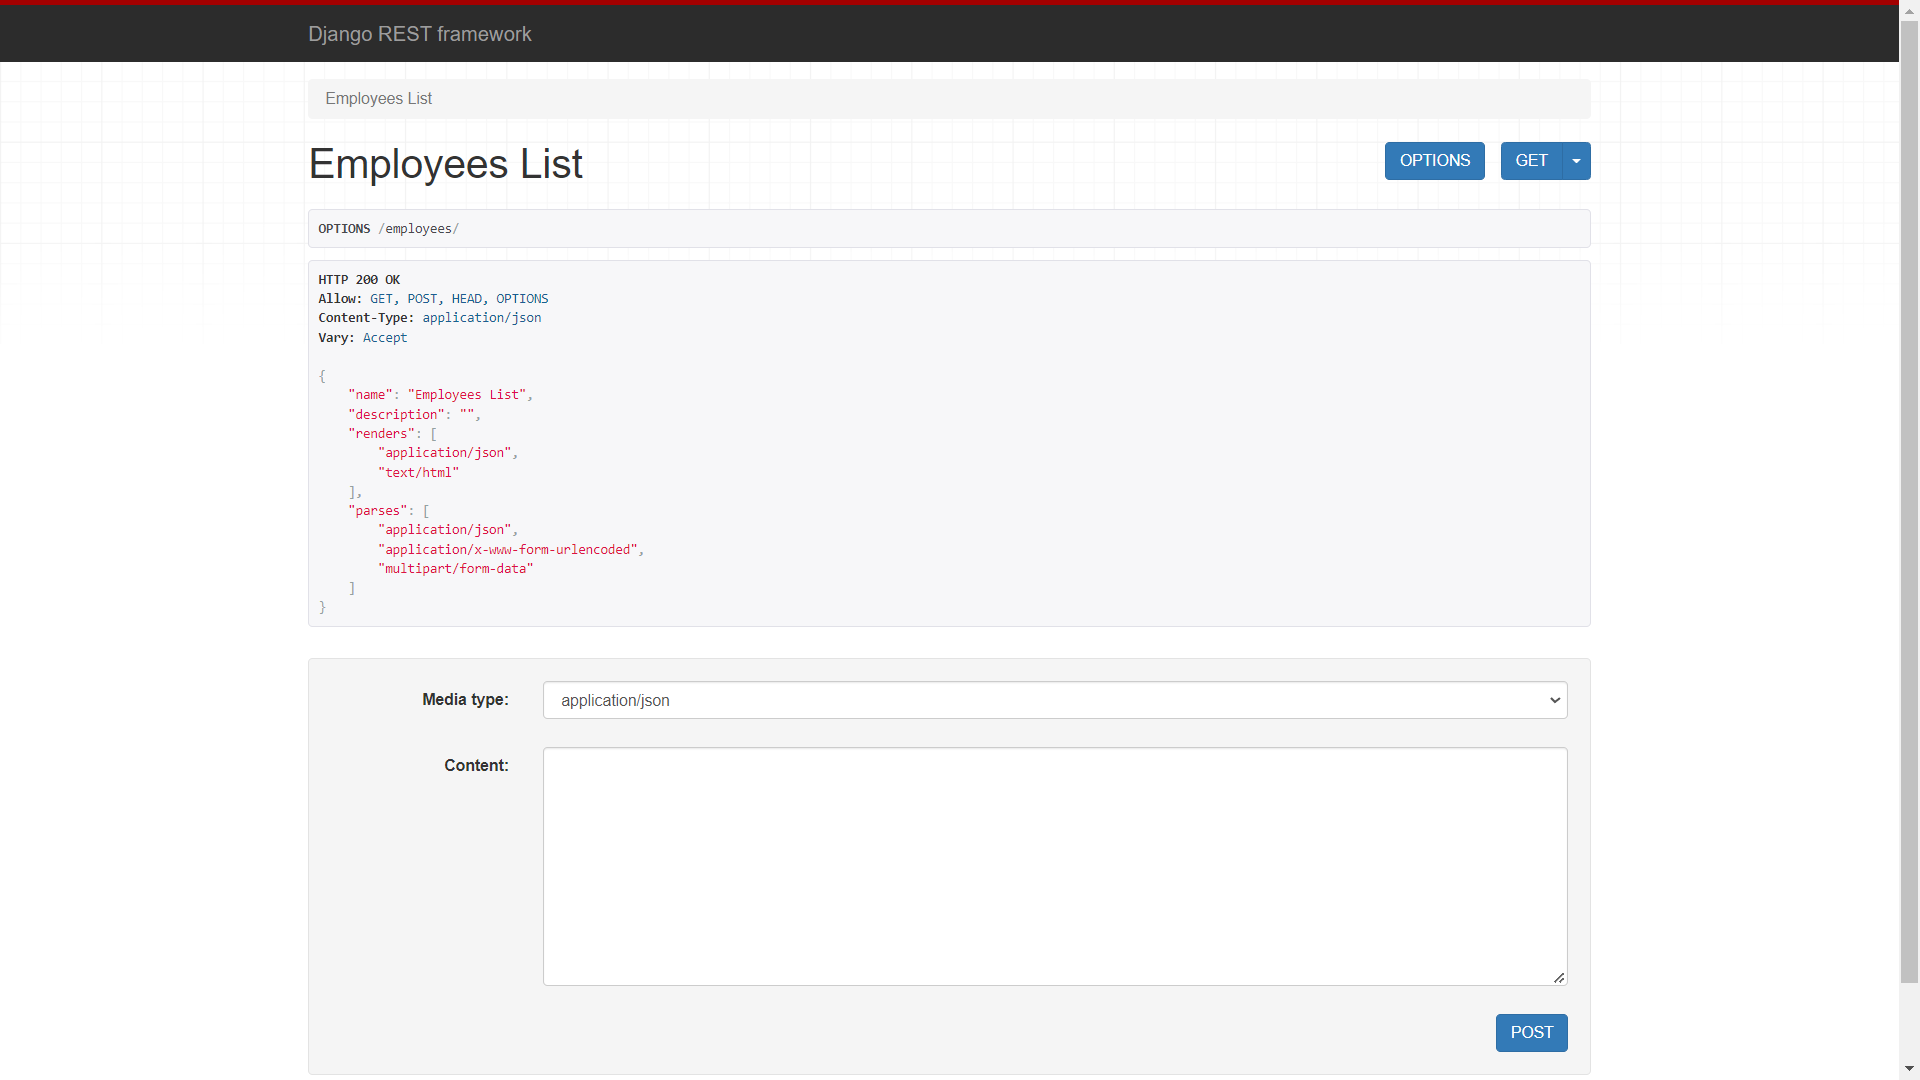 Django REST framework
Employees List
Employees List
OPTIONS
GET
OPTIONS /employees/
HTTP 200 OK
Allow: GET, POST, HEAD, OPTIONS
Content-Type: application/json
Vary: Accept
{
"name": "Employees List",
"description": "",
"renders": [
"application/json",
"text/html"
],
"parses": [
"application/json",
"application/x-www-form-urlencoded",
"multipart/form-data"
]
}
Media type:
application/json
Content:
POST